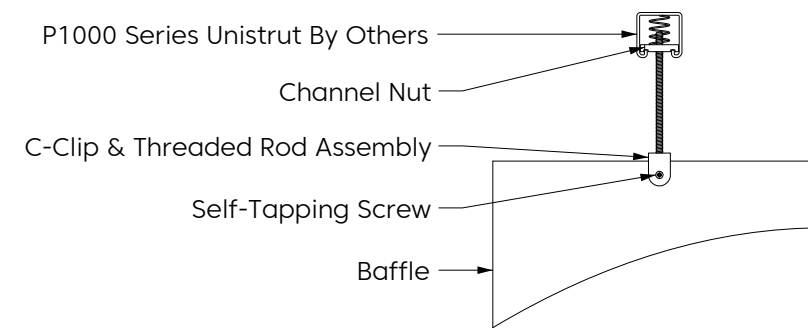 P1000 Series Unistrut By Others
Channel Nut
C-Clip & Threaded Rod Assembly
Self-Tapping Screw
Baffle